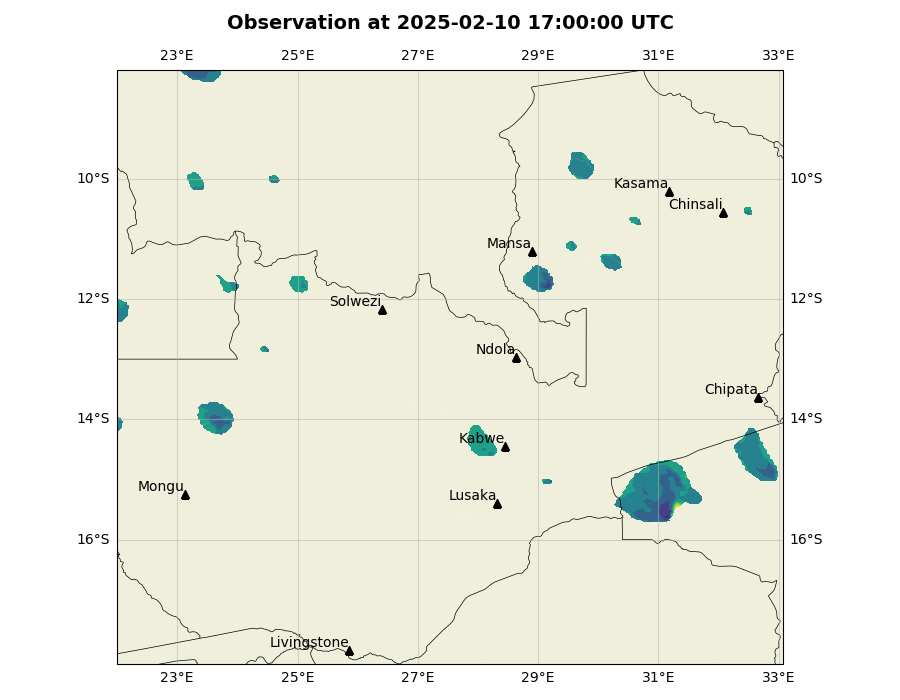 Observation at 2025-02-10 17:00:00 UTC
23°E 25°E 27°E 29°E 31°E 33°E
10°S 10°S
Kasama
Chinsali
Mansa
12°S 12°S
Solwezi
Ndola
Chipata
14°S 14°S
Kabwe
Mongu
Lusaka
16°S 16°S
Livingstone
23°E 25°E 27°E 29°E 31°E 33°E